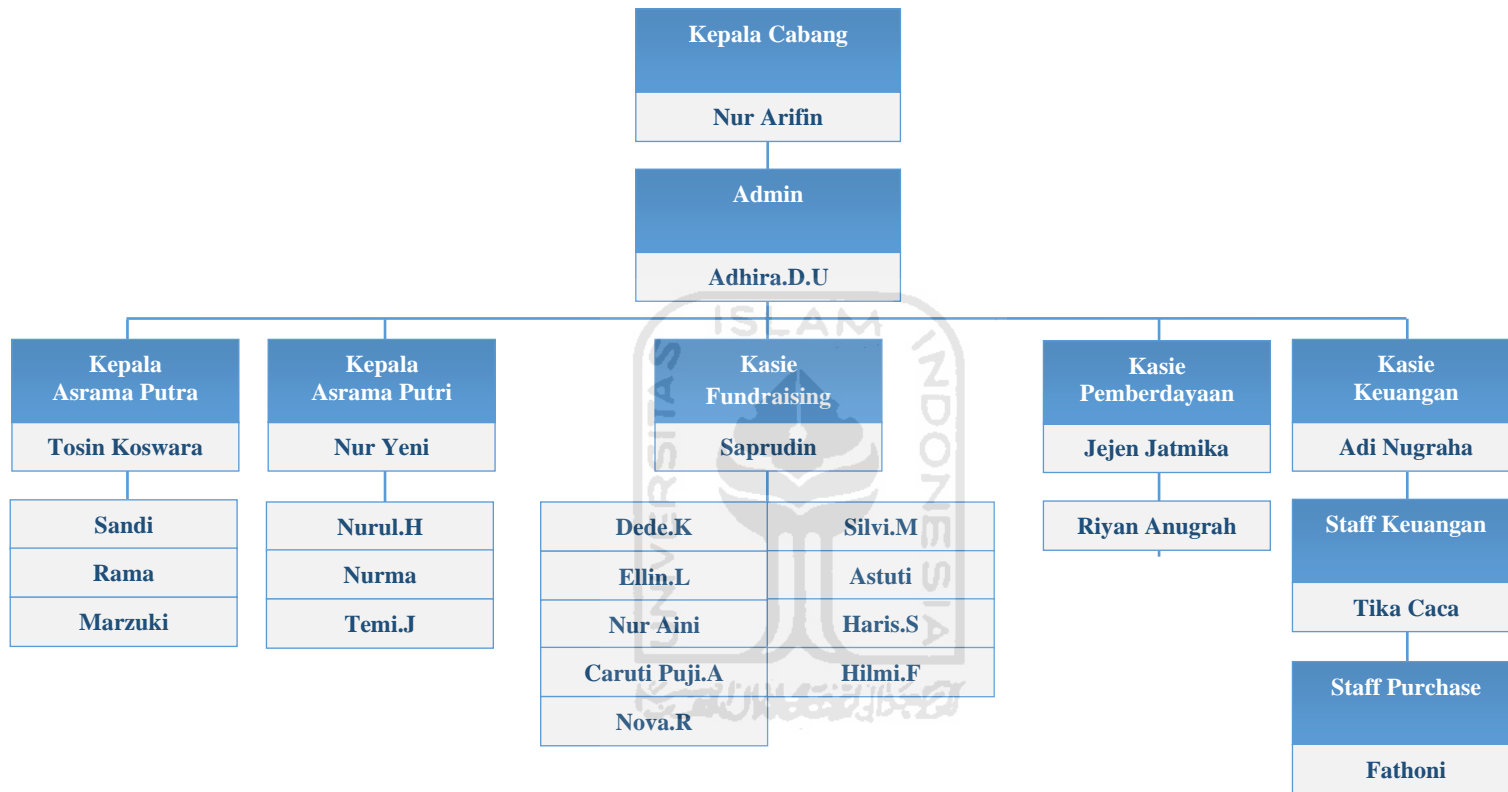 Kepala Cabang
Nur Arifin
Admin
Adhira.D.U
Kepala
Asrama Putra
Tosin Koswara
Sandi
Rama
Marzuki
Kepala
Asrama Putri
Nur Yeni
Nurul.H
Nurma
Temi.J
Kasie
Fundraising
Saprudin
Dede.K
Silvi.M
Ellin.L
Astuti
Nur Aini
Haris.S
Caruti Puji.A
Hilmi.F
Nova.R
Kasie
Pemberdayaan
Jejen Jatmika
Riyan Anugrah
Kasie
Keuangan
Adi Nugraha
Staff Keuangan
Tika Caca
Staff Purchase
Fathoni
UNIVERSITAS
ISLAM
INDONESIA